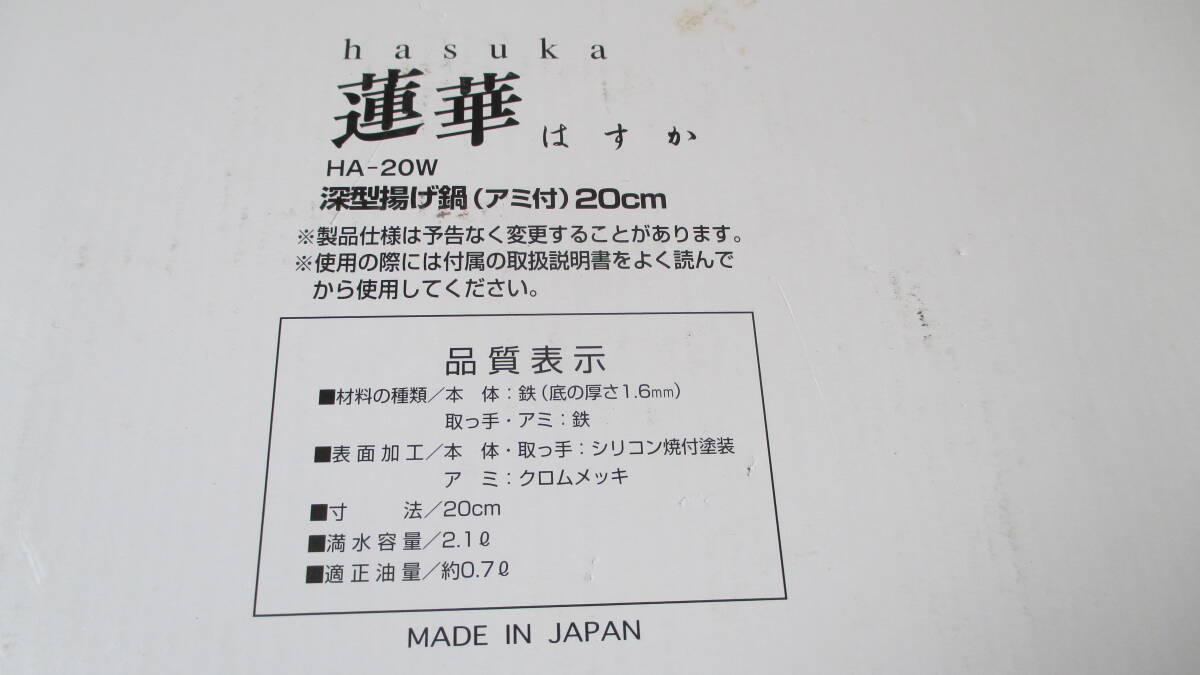 hasuka
蓮華 はすか
HA-20W
深型揚げ鍋(アミ付)20cm
※製品仕様は予告なく変更することがあります。
※使用の際には付属の取扱説明書をよく読んで
から使用してください。
品質表示
■材料の種類/本 体:鉄(底の厚さ1.6mm)
取っ手・アミ:鉄
■表面加工/本 体・取っ手:シリコン焼付塗装
ア ミ:クロムメッキ
■寸 法/20cm
■満水容量/2.1ℓ
■適正油量/約0.7ℓ
MADE IN JAPAN